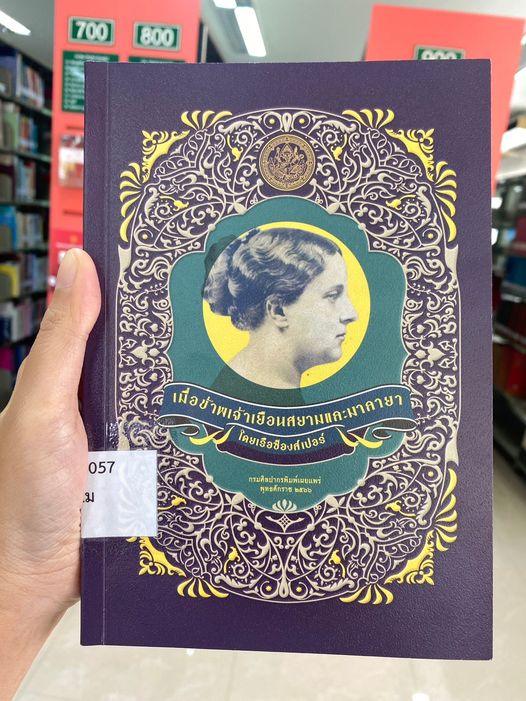 700
800
900
เมื่อข้าพเจ้าเยือนสยามและมาลายา
โดยเรือช้องส์เปอร์
กรมศิลปากรพิมพ์เผยแพร่
พุทธศักราช ๒๕๖๖
057